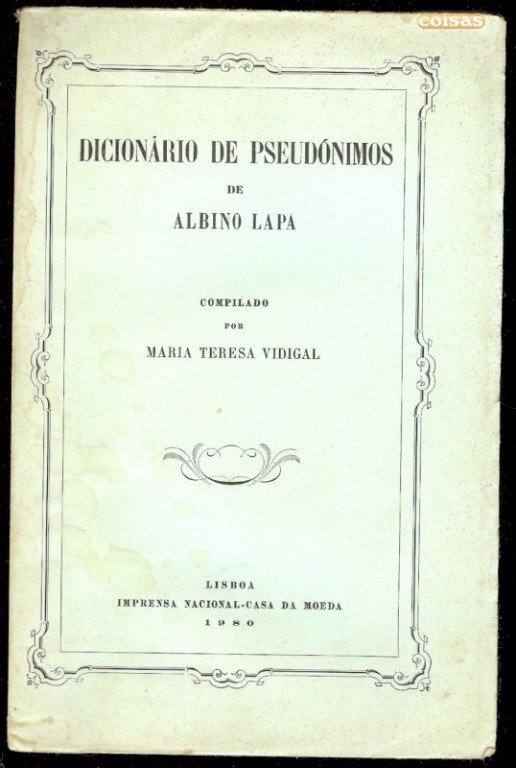 coisas
DICIONÁRIO DE PSEUDÓNIMOS
DE
ALBINO LAPA
COMPILADO
POR
MARIA TERESA VIDIGAL
LISBOA
IMPRENSA NACIONAL-CASA DA MOEDA
1980